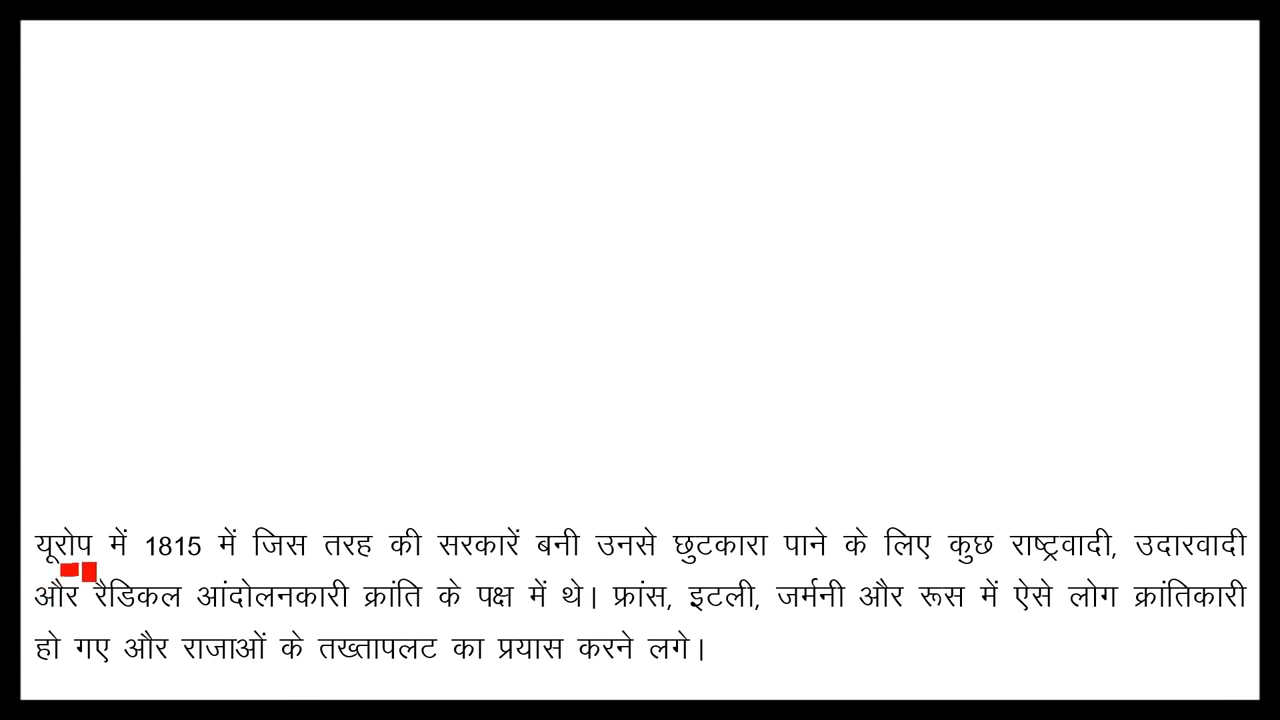 यूरोप में 1815 में जिस तरह की सरकारें बनी उनसे छुटकारा पाने के लिए कुछ राष्ट्रवादी, उदारवादी
और रैडिकल आंदोलनकारी क्रांति के पक्ष में थे। फ्रांस, इटली, जर्मनी और रूस में ऐसे लोग क्रांतिकारी
हो गए और राजाओं के तख्तापलट का प्रयास करने लगे।